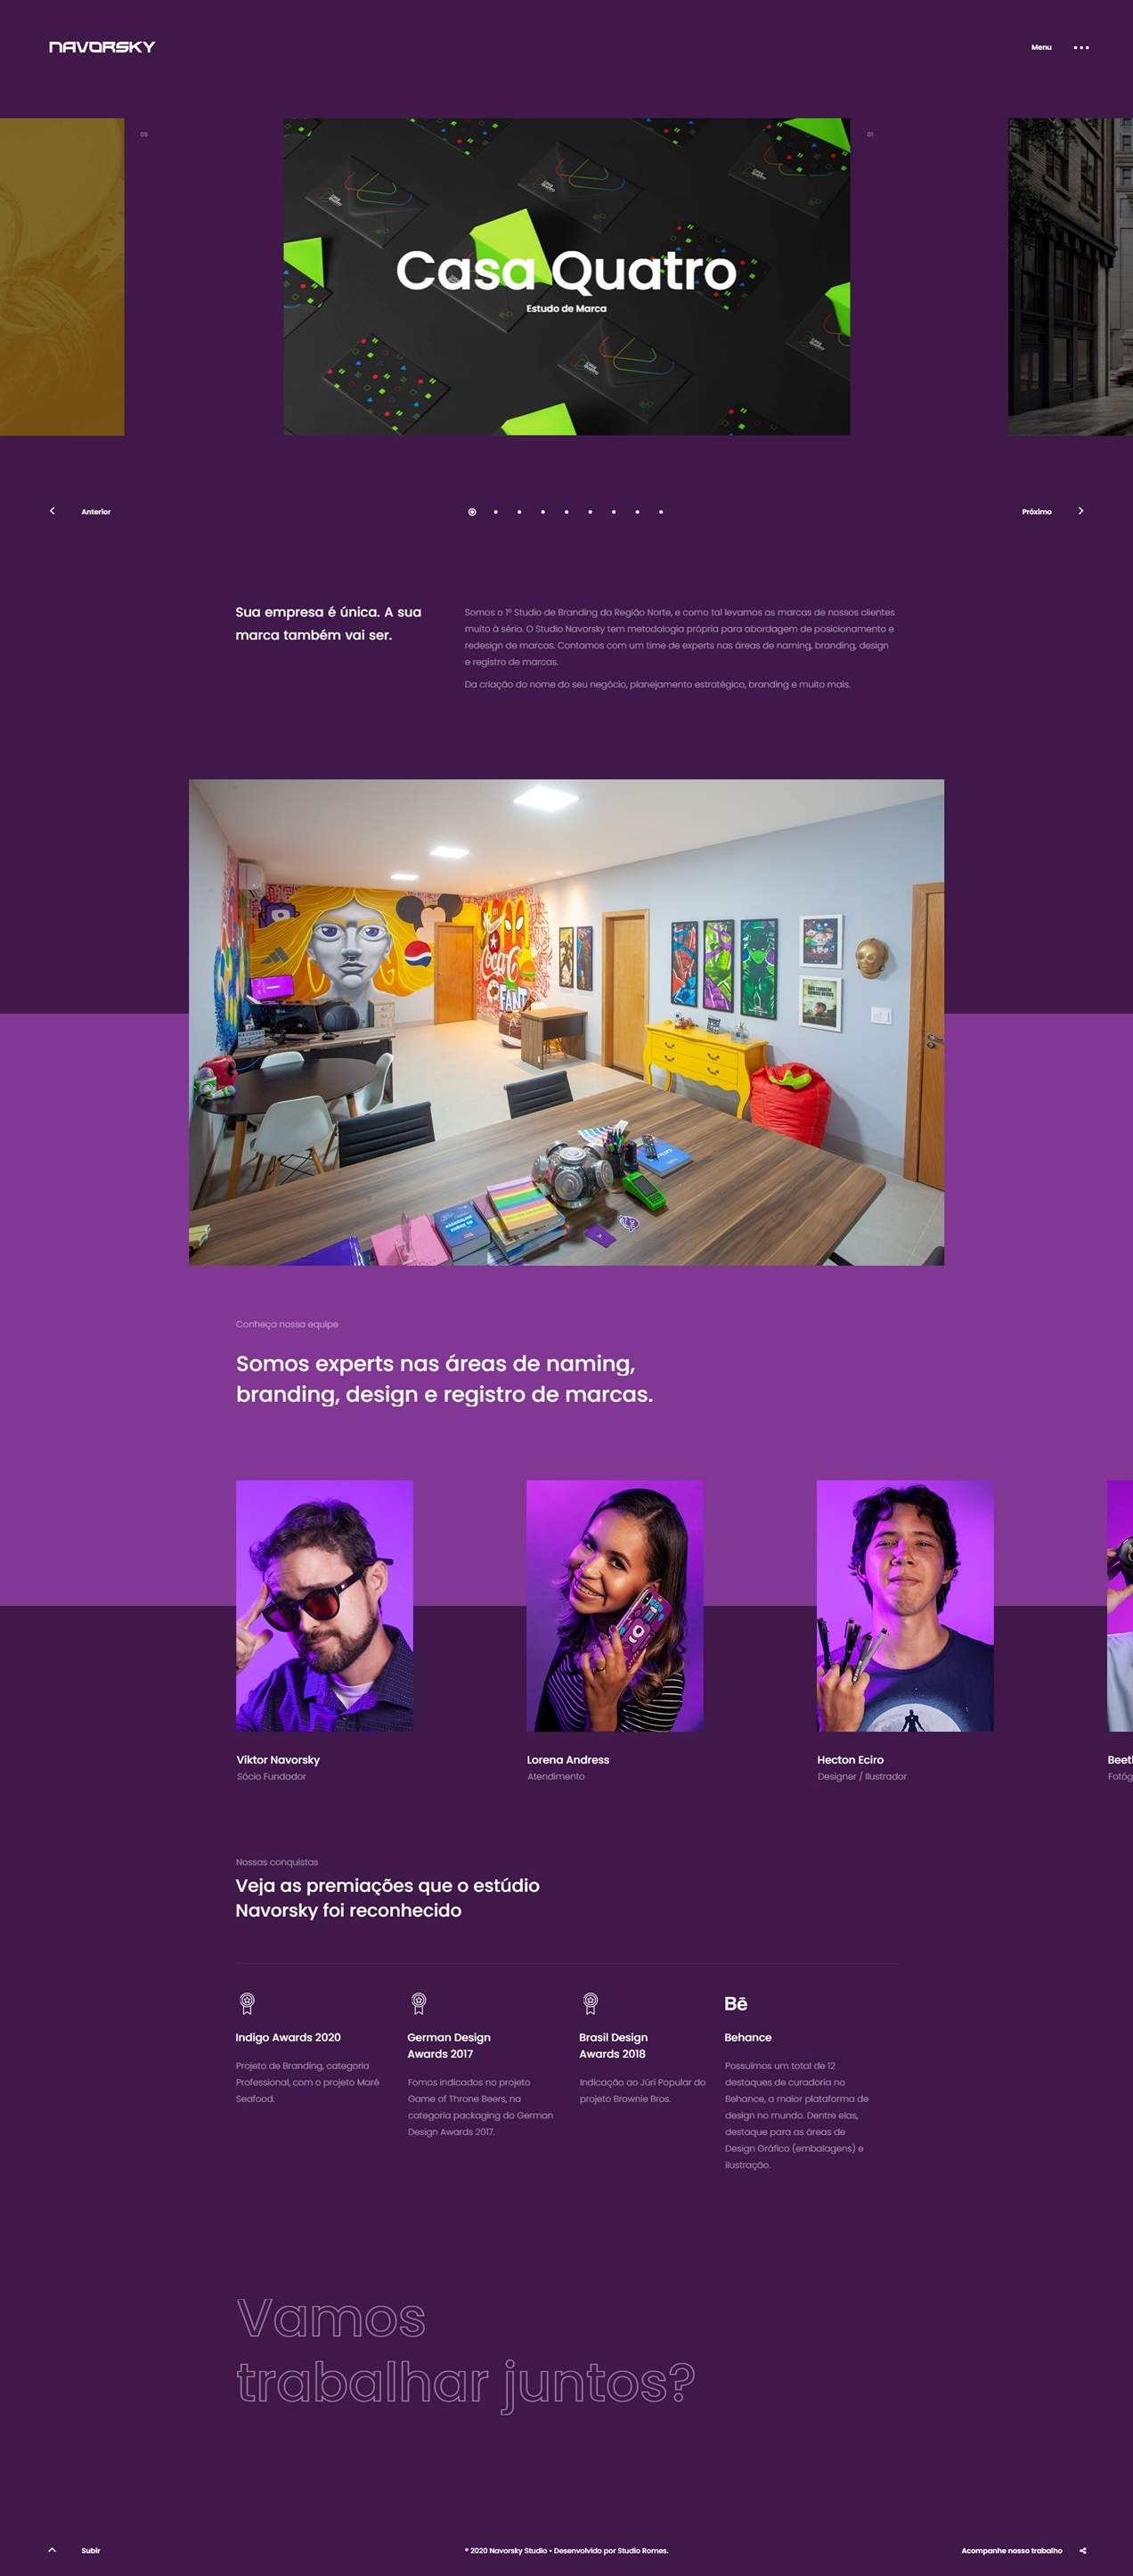 NAVORSKY
Menu
09
01
Casa Quatro
Estudo de Marca
Anterior
Próximo
Sua empresa é única. A sua
marca também vai ser.
Somos o 1º Studio de Branding da Região Norte, e como tal levamos as marcas de nossos clientes
muito à sério. O Studio Navorsky tem metodologia própria para abordagem de posicionamento e
redesign de marcas. Contamos com um time de experts nas áreas de naming, branding, design
e registro de marcas.
Da criação do nome do seu negócio, planejamento estratégico, branding e muito mais.
Coca
FANT
Conheça nossa equipe
Somos experts nas áreas de naming,
branding, design e registro de marcas.
Viktor Navorsky
Sócio Fundador
Lorena Andress
Atendimento
Hecton Eciro
Designer / Ilustrador
Beet
Fotóg
Nossas conquistas
Veja as premiações que o estúdio
Navorsky foi reconhecido
Indigo Awards 2020
Projeto de Branding, categoria
Professional, com o projeto Maré
Seafood.
German Design
Awards 2017
Fomos indicados no projeto
Game of Throne Beers, na
categoria packaging do German
Design Awards 2017.
Brasil Design
Awards 2018
Indicação ao Júri Popular do
projeto Brownie Bros.
Bē
Behance
Possuímos um total de 12
destaques de curadoria no
Behance, a maior plataforma de
design no mundo. Dentre elas,
destaque para as áreas de
Design Gráfico (embalagens) e
ilustração.
Vamos
trabalhar juntos?
Subir
© 2020 Navorsky Studio • Desenvolvido por Studio Romes.
Acompanhe nosso trabalho